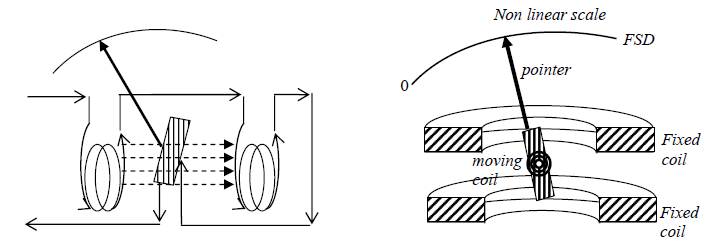 Non linear scale
FSD
pointer
0
Fixed
coil
moving
coil
Fixed
coil